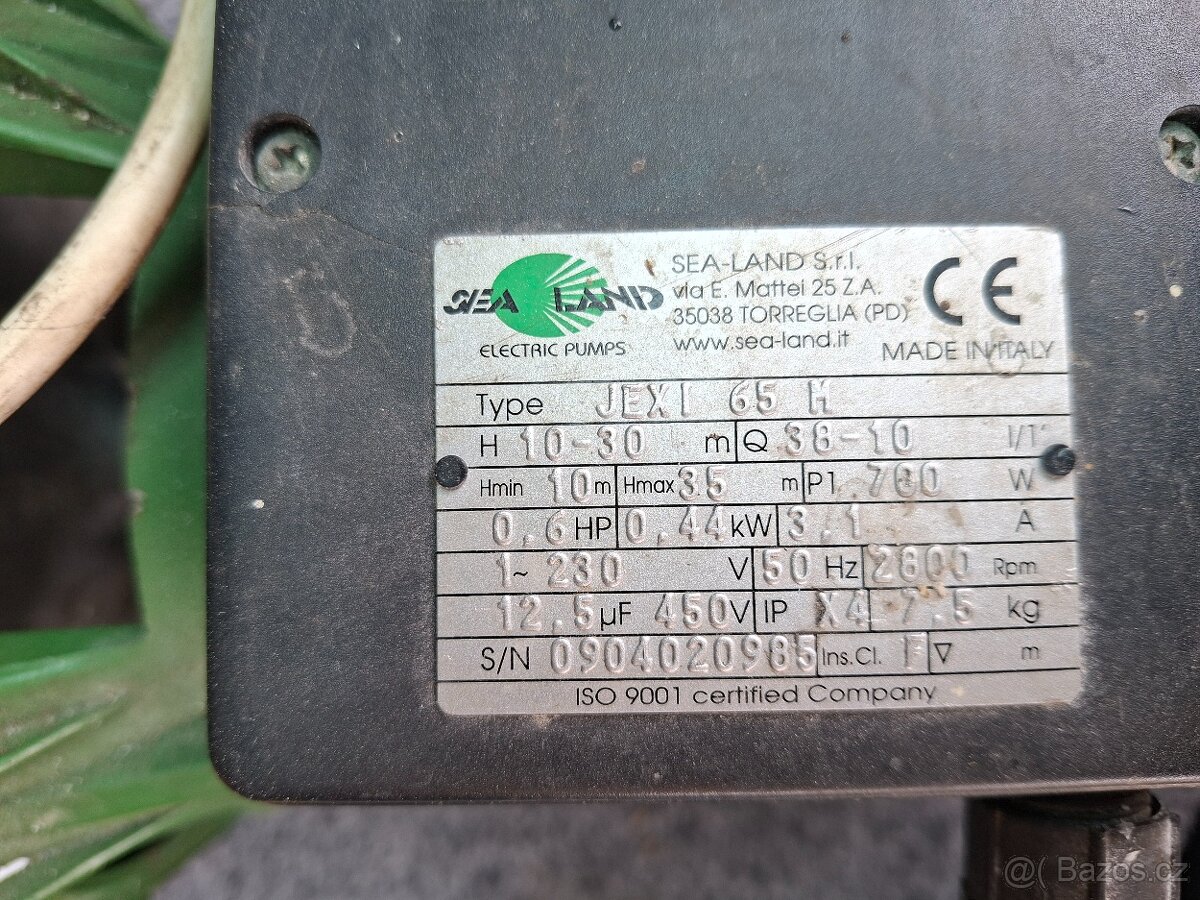 SEA LAND
ELECTRIC PUMPS
SEA-LAND S.r.l.
via E. Mattei 25 Z.A.
35038 TORREGLIA (PD)
www.sea-land.it
CE
MADE IN ITALY
Type JEXI 65 M
H 10-30 m Q 38-10 l/1'
Hmin 10 m Hmax 35 m P1 700 W
0.6 HP 0.44 kW 3,1 A
1~ 230 V 50 Hz 2800 Rpm
12.5 µF 450 V IP X4 7.5 kg
S/N 0904020985 Ins.Cl. F ▽ m
ISO 9001 certified Company
Bazos.cz